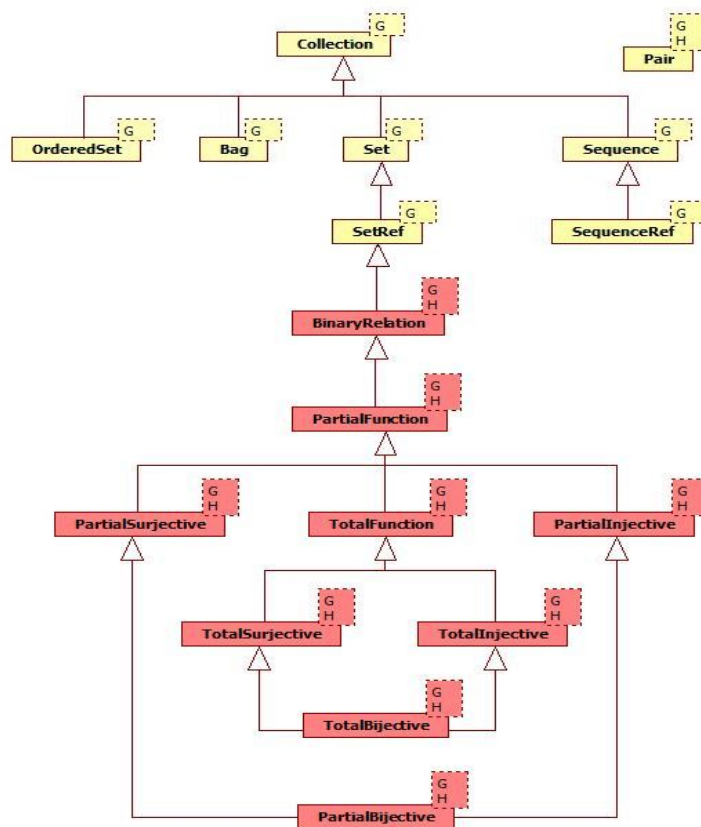 G
Collection
G
H
Pair
G
OrderedSet
G
Bag
G
Set
G
Sequence
G
SetRef
G
SequenceRef
G
H
BinaryRelation
G
H
PartialFunction
G
H
PartialSurjective
G
H
TotalFunction
G
H
PartialInjective
G
H
TotalSurjective
G
H
TotalInjective
G
H
TotalBijective
G
H
PartialBijective